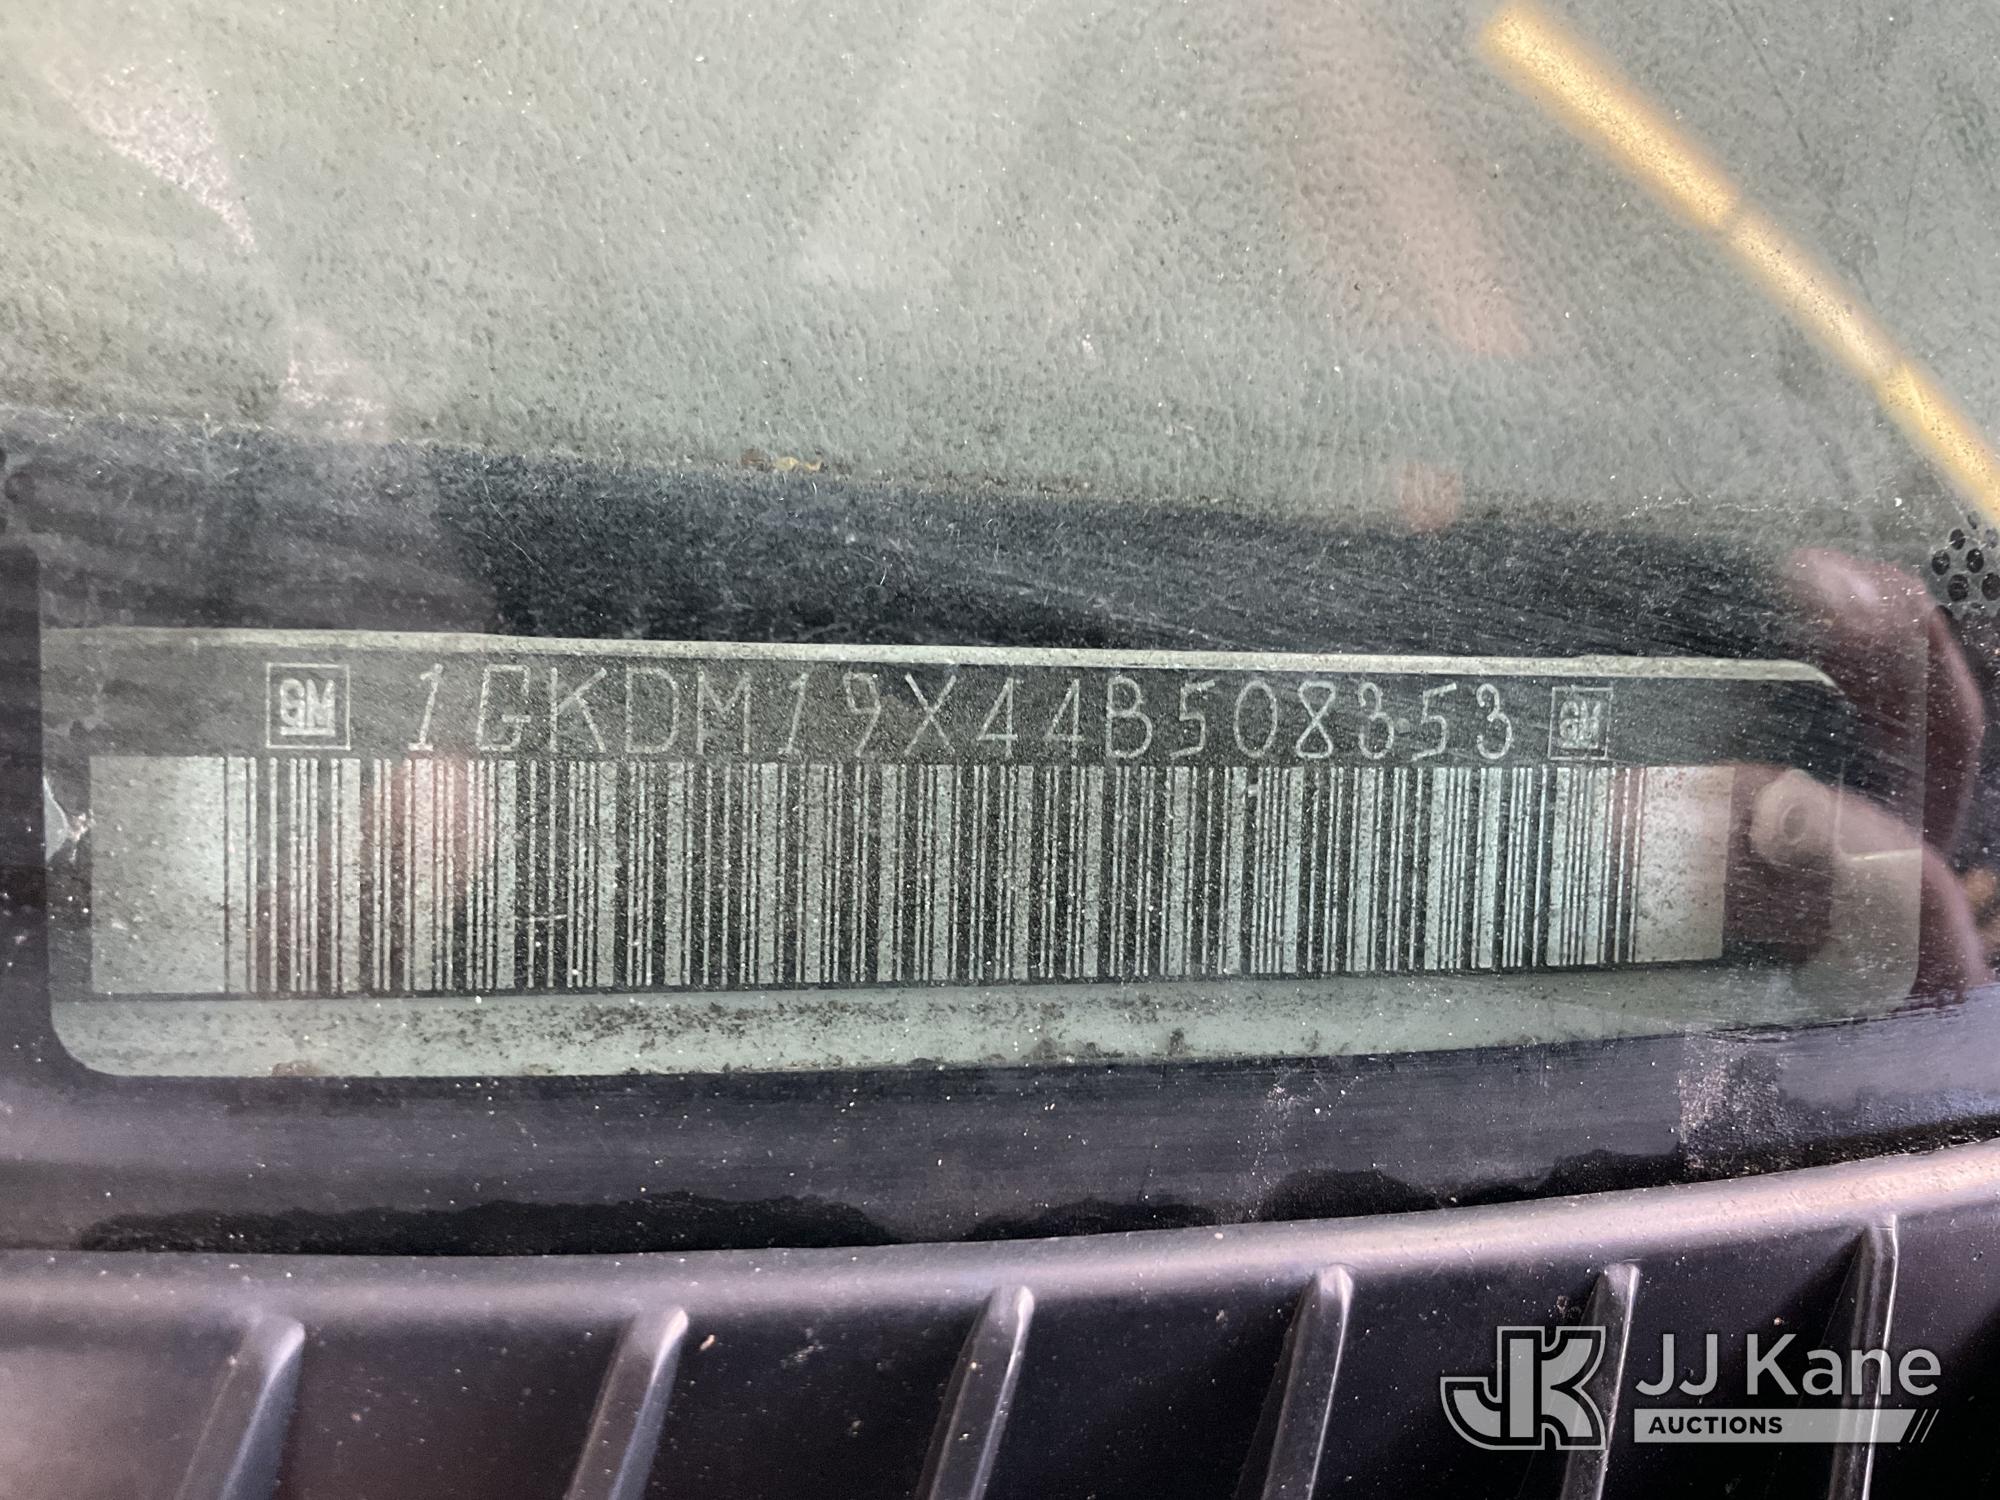 GM 1GKDM19X44B508353 GM
JJ Kane
AUCTIONS